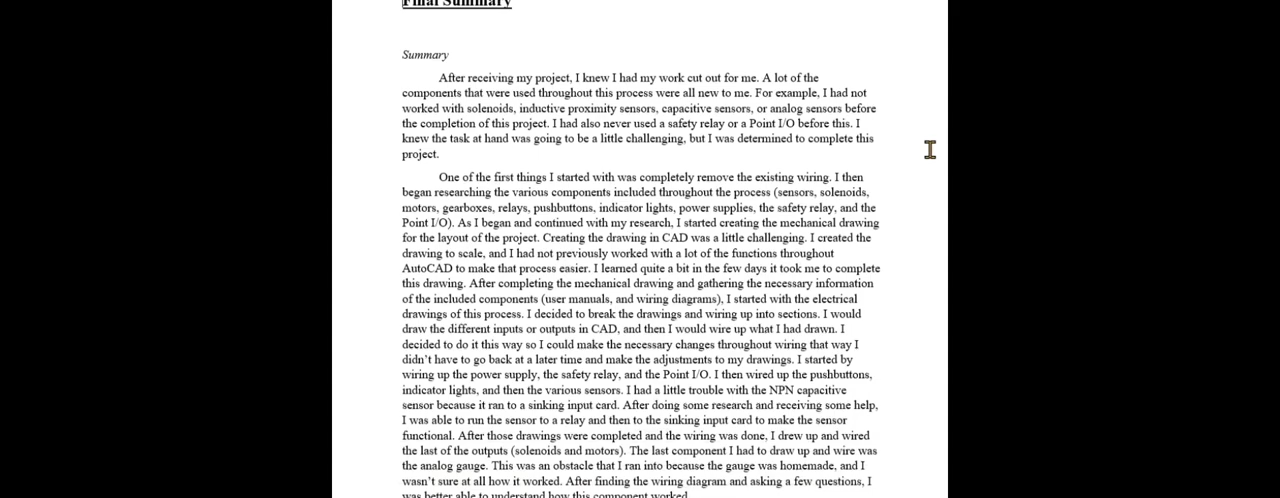 Final Summary
Summary
After receiving my project, I knew I had my work cut out for me. A lot of the
components that were used throughout this process were all new to me. For example, I had not
worked with solenoids, inductive proximity sensors, capacitive sensors, or analog sensors before
the completion of this project. I had also never used a safety relay or a Point I/O before this. I
knew the task at hand was going to be a little challenging, but I was determined to complete this
project.
One of the first things I started with was completely remove the existing wiring. I then
began researching the various components included throughout the process (sensors, solenoids,
motors, gearboxes, relays, pushbuttons, indicator lights, power supplies, the safety relay, and the
Point I/O). As I began and continued with my research, I started creating the mechanical drawing
for the layout of the project. Creating the drawing in CAD was a little challenging. I created the
drawing to scale, and I had not previously worked with a lot of the functions throughout
AutoCAD to make that process easier. I learned quite a bit in the few days it took me to complete
this drawing. After completing the mechanical drawing and gathering the necessary information
of the included components (user manuals, and wiring diagrams), I started with the electrical
drawings of this process. I decided to break the drawings and wiring up into sections. I would
draw the different inputs or outputs in CAD, and then I would wire up what I had drawn. I
decided to do it this way so I could make the necessary changes throughout wiring that way I
didn't have to go back at a later time and make the adjustments to my drawings. I started by
wiring up the power supply, the safety relay, and the Point I/O. I then wired up the pushbuttons,
indicator lights, and then the various sensors. I had a little trouble with the NPN capacitive
sensor because it ran to a sinking input card. After doing some research and receiving some help,
I was able to run the sensor to a relay and then to the sinking input card to make the sensor
functional. After those drawings were completed and the wiring was done, I drew up and wired
the last of the outputs (solenoids and motors). The last component I had to draw up and wire was
the analog gauge. This was an obstacle that I ran into because the gauge was homemade, and I
wasn't sure at all how it worked. After finding the wiring diagram and asking a few questions, I
was better able to understand how this component worked.